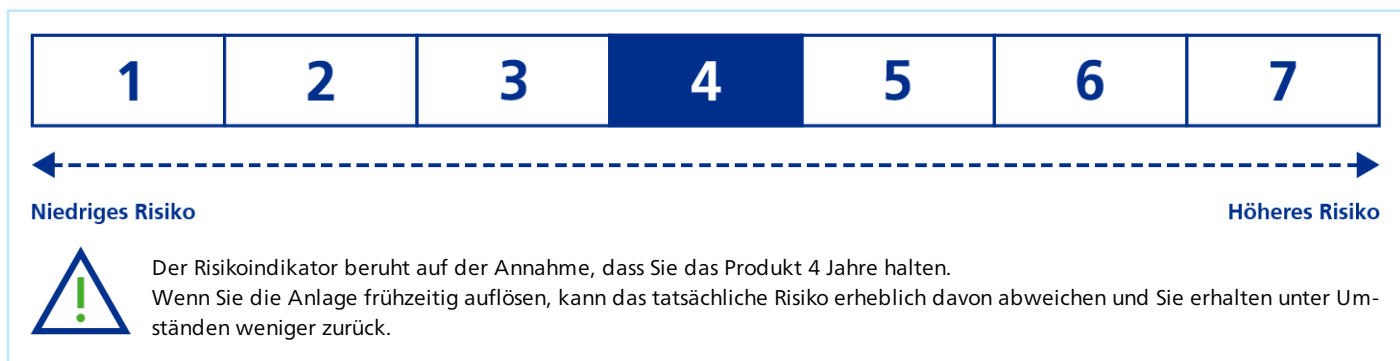 1 2 3 4 5 6 7
Niedriges Risiko Höheres Risiko
Der Risikoindikator beruht auf der Annahme, dass Sie das Produkt 4 Jahre halten.
Wenn Sie die Anlage frühzeitig auflösen, kann das tatsächliche Risiko erheblich davon abweichen und Sie erhalten unter Um-
ständen weniger zurück.